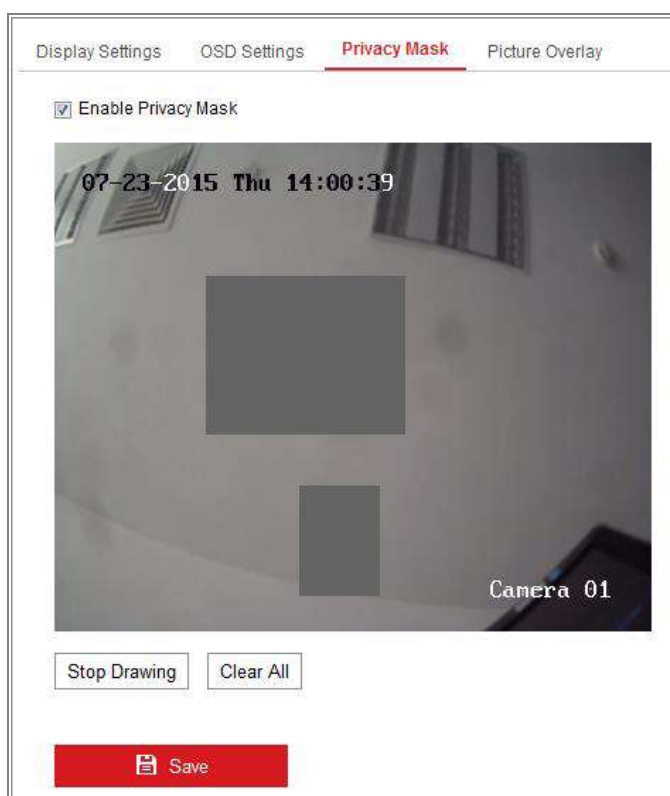 Display Settings OSD Settings Privacy Mask Picture Overlay
Enable Privacy Mask
07-23-2015 Thu 14:00:39
Camera 01
Stop Drawing Clear All
Save